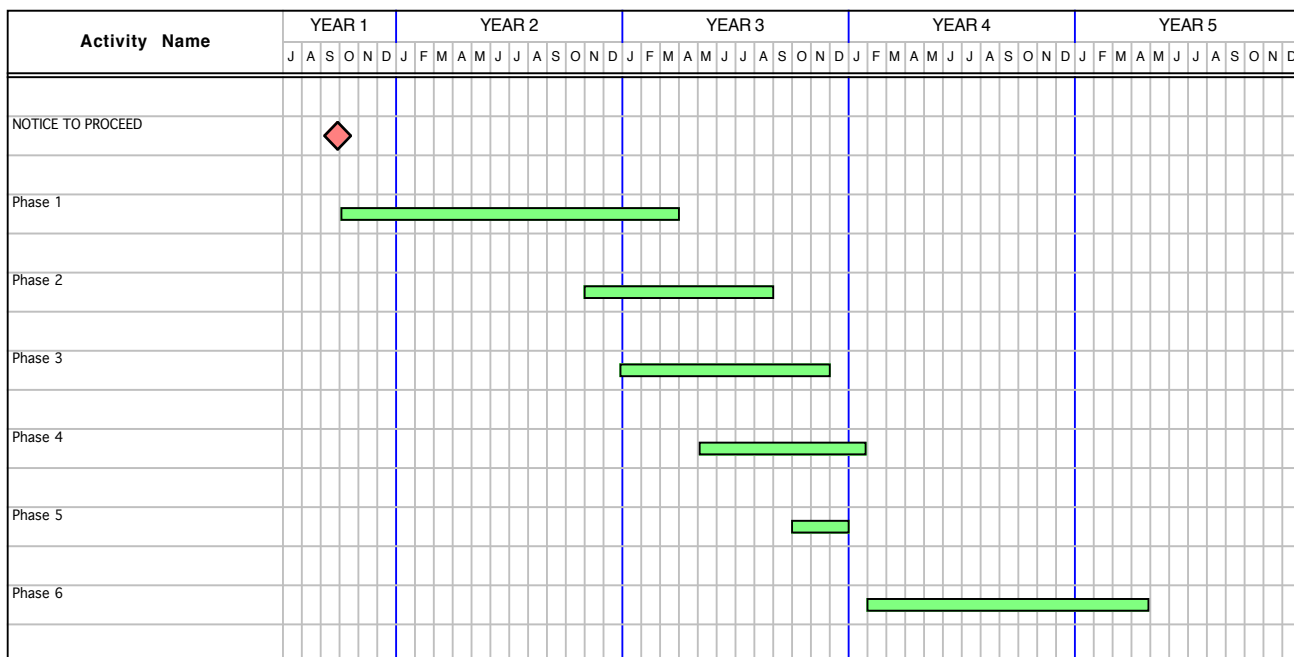 Activity Name
YEAR 1 YEAR 2 YEAR 3 YEAR 4 YEAR 5
J A S O N D J F M A M J J A S O N D J F M A M J J A S O N D J F M A M J J A S O N D J F M A M J J A S O N D
NOTICE TO PROCEED
Phase 1
Phase 2
Phase 3
Phase 4
Phase 5
Phase 6